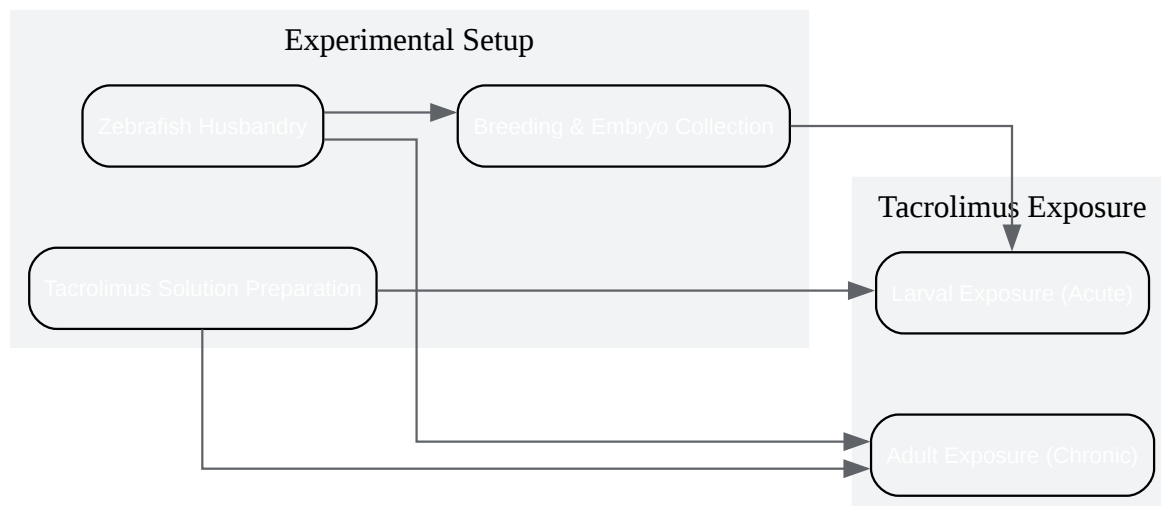 Experimental Setup
Zebrafish Husbandry
Breeding & Embryo Collection
Tacrolimus Solution Preparation
Tacrolimus Exposure
Larval Exposure (Acute)
Adult Exposure (Chronic)